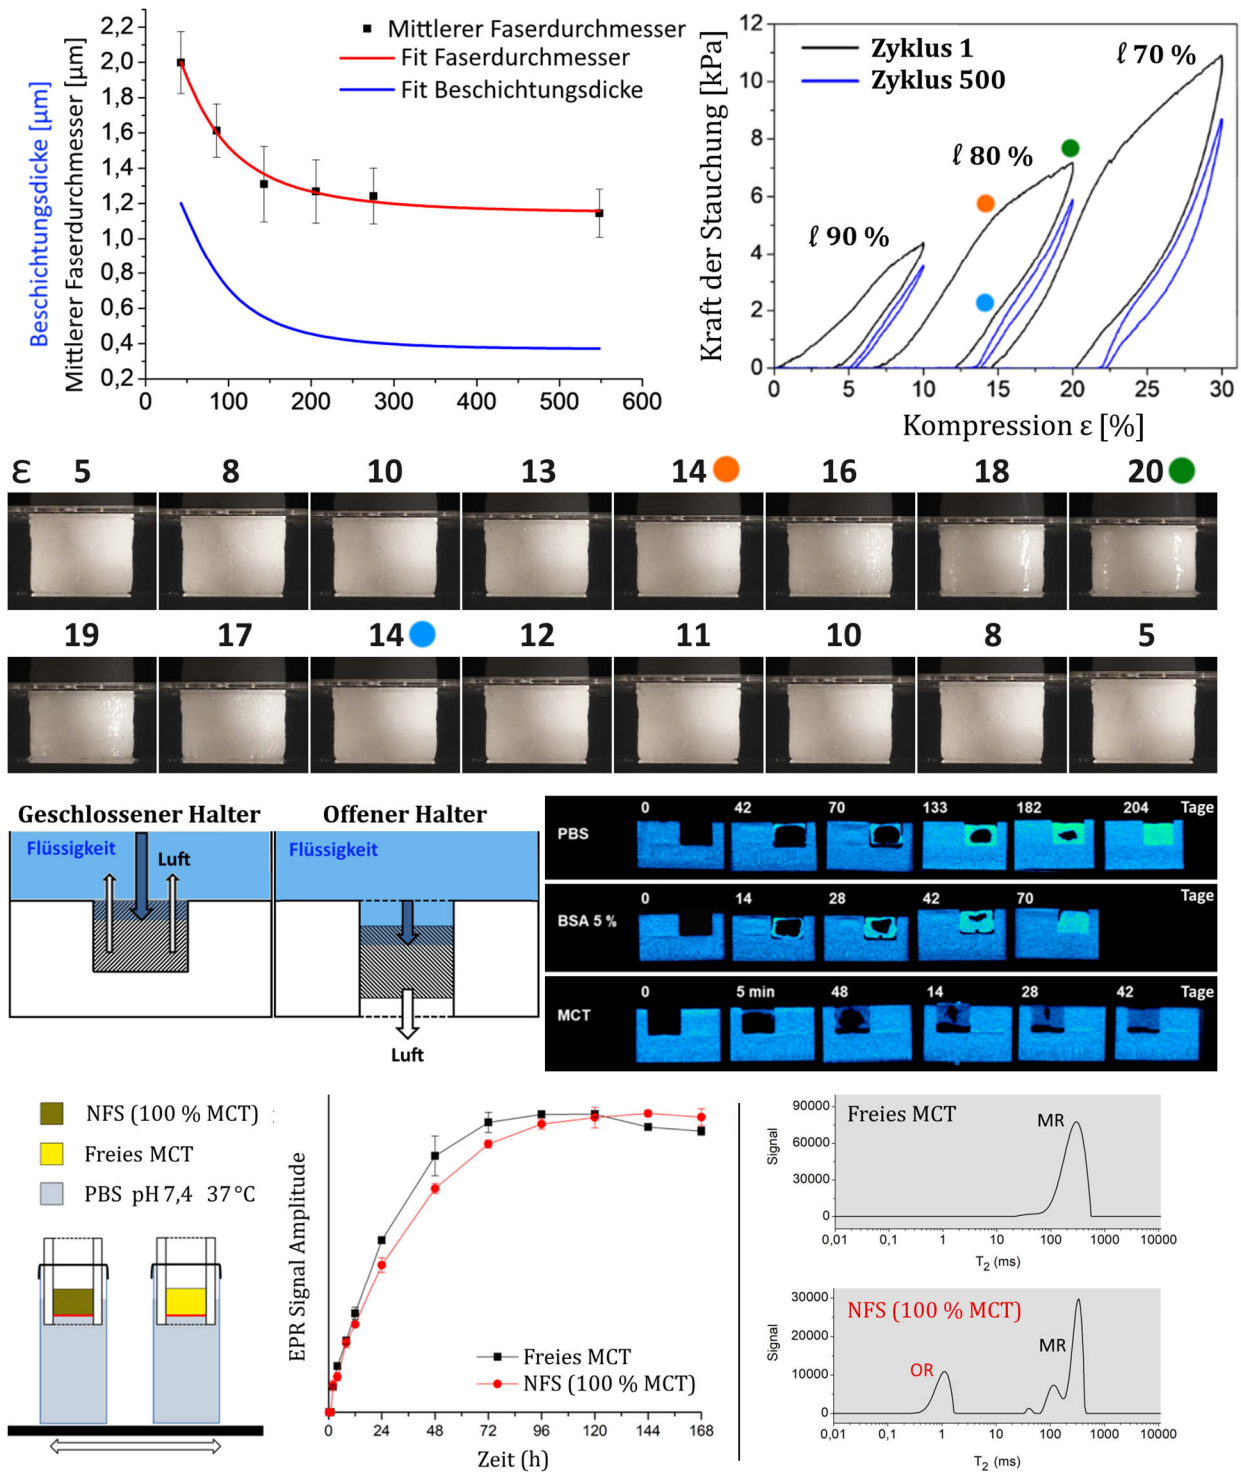 Beschichtungsdicke [µm]
Mittlerer Faserdurchmesser [µm]
2,2
2,0
1,8
1,6
1,4
1,2
1,0
0,8
0,6
0,4
0,2
0 100 200 300 400 500 600
Mittlerer Faserdurchmesser
Fit Faserdurchmesser
Fit Beschichtungsdicke
Kraft der Stauchung [kPa]
12
10
8
6
4
2
0
0 5 10 15 20 25 30
Kompression ε [%]
Zyklus 1
Zyklus 500
ℓ 90 %
ℓ 80 %
ℓ 70 %
ε 5 8 10 13 14 16 18 20
19 17 14 12 11 10 8 5
Geschlossener Halter
Flüssigkeit
Luft
Offener Halter
Flüssigkeit
Luft
0 42 70 133 182 204 Tage
PBS
0 14 28 42 70 Tage
BSA 5 %
0 5 min 48 14 28 42 Tage
MCT
NFS (100 % MCT)
Freies MCT
PBS pH 7,4 37 °C
EPR Signal Amplitude
Freies MCT
NFS (100 % MCT)
0 24 48 72 96 120 144 168
Zeit (h)
Freies MCT
MR
Signal
90000
60000
30000
0
0,01 0,1 1 10 100 1000 10000
T2 (ms)
NFS (100 % MCT)
OR
MR
Signal
30000
20000
10000
0
0,01 0,1 1 10 100 1000 10000
T2 (ms)